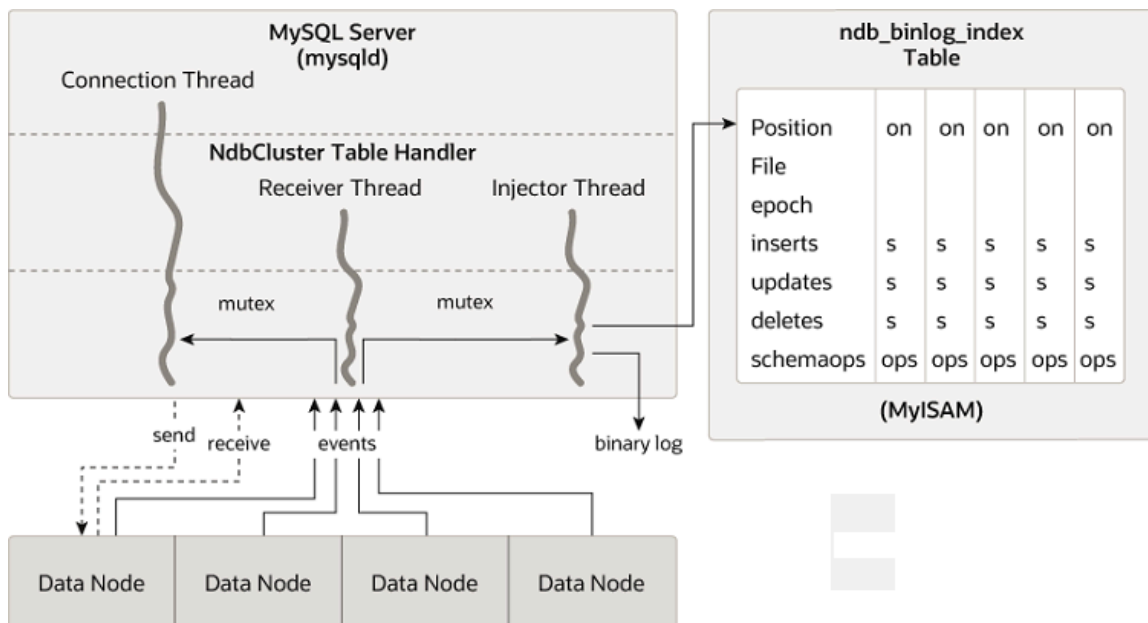 MySQL Server
(mysqld)
Connection Thread
NdbCluster Table Handler
Receiver Thread
Injector Thread
mutex
mutex
send
receive
events
binary log
Data Node
Data Node
Data Node
Data Node
ndb_binlog_index
Table
Position on on on on on
File
epoch
inserts s s s s s
updates s s s s s
deletes s s s s s
schemaops ops ops ops ops ops
(MyISAM)